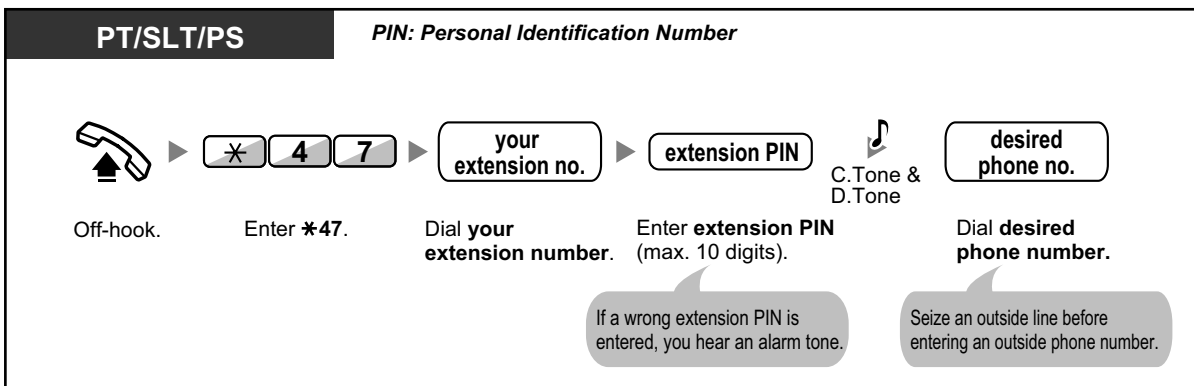 PT/SLT/PS
PIN: Personal Identification Number
* 4 7
your
extension no.
extension PIN
C.Tone &
D.Tone
desired
phone no.
Off-hook.
Enter *47.
Dial your
extension number.
Enter extension PIN
(max. 10 digits).
Dial desired
phone number.
If a wrong extension PIN is
entered, you hear an alarm tone.
Seize an outside line before
entering an outside phone number.